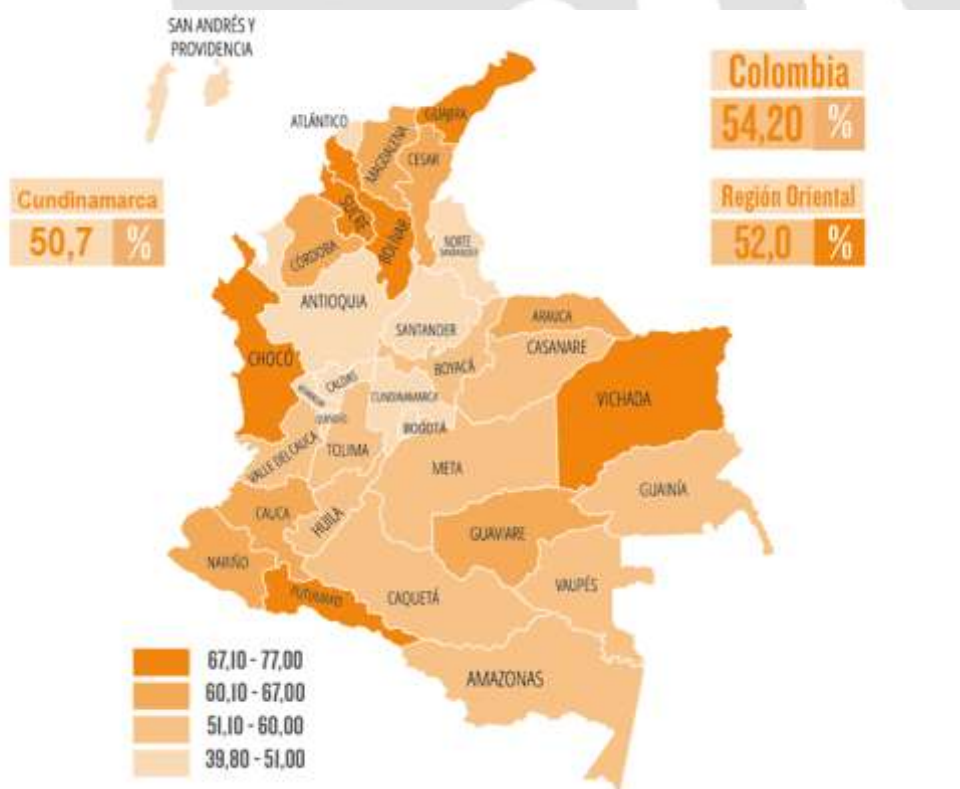 SAN ANDRÉS Y
PROVIDENCIA
Colombia
54,20 %
ATLÁNTICO
GUAJIRA
MAGDALENA
CESAR
Cundinamarca
50,7 %
Región Oriental
52,0 %
SUCRE
BOLÍVAR
CÓRDOBA
NORTE
SANTANDER
ANTIOQUIA
SANTANDER
ARAUCA
CASANARE
CHOCÓ
BOYACÁ
CALDAS
CUNDINAMARCA
VICHADA
BOGOTÁ
VALLE DEL CAUCA
TOLIMA
META
GUAINÍA
CAUCA
HUILA
GUAVIARE
NARIÑO
VAUPÉS
PUTUMAYO
CAQUETÁ
AMAZONAS
67,10 - 77,00
60,10 - 67,00
51,10 - 60,00
39,80 - 51,00